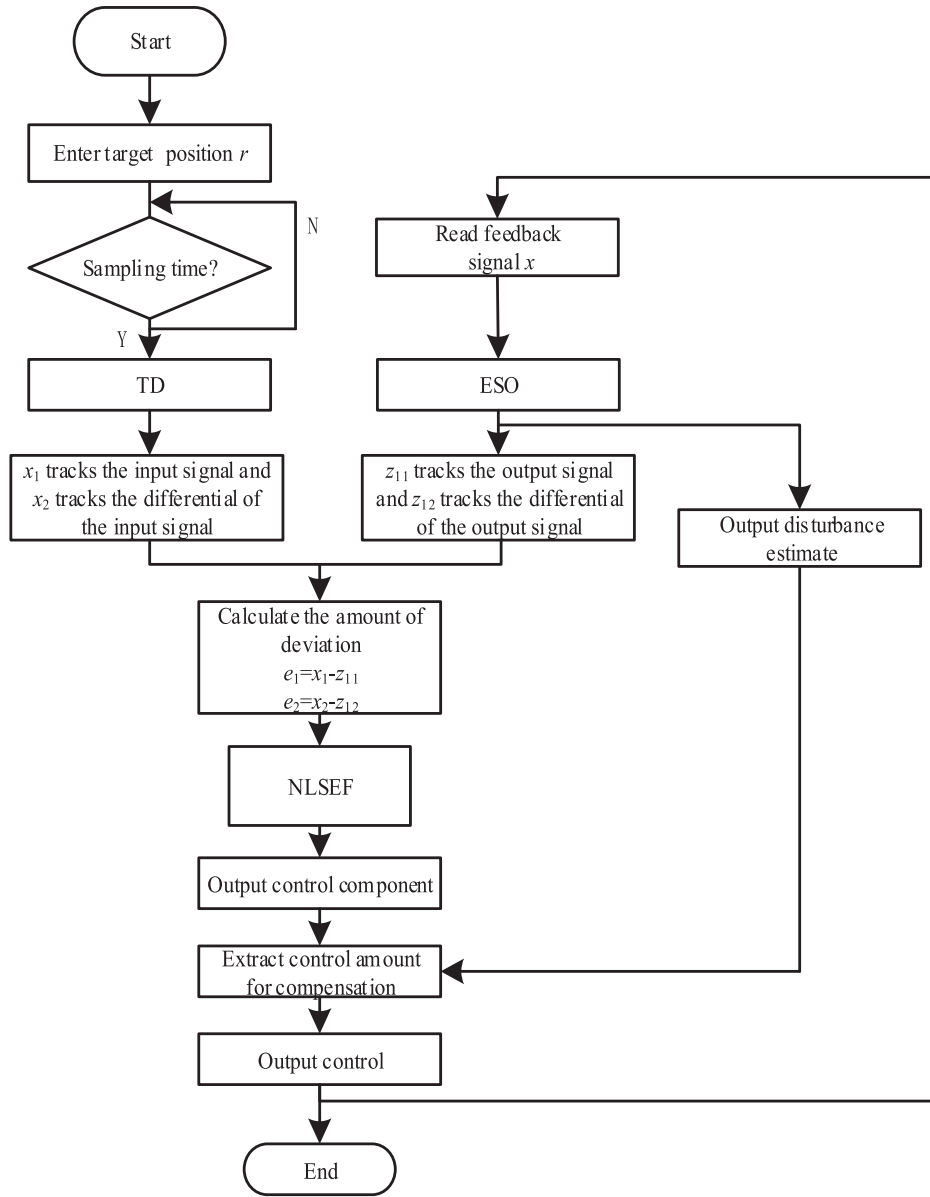 Start
Enter target position r
N
Sampling time?
Y
TD
x₁ tracks the input signal and
x₂ tracks the differential of
the input signal
Read feedback
signal x
ESO
z₁₁ tracks the output signal
and z₁₂ tracks the differential
of the output signal
Output disturbance
estimate
Calculate the amount of
deviation
e₁=x₁-z₁₁
e₂=x₂-z₁₂
NLSEF
Output control component
Extract control amount
for compensation
Output control
End